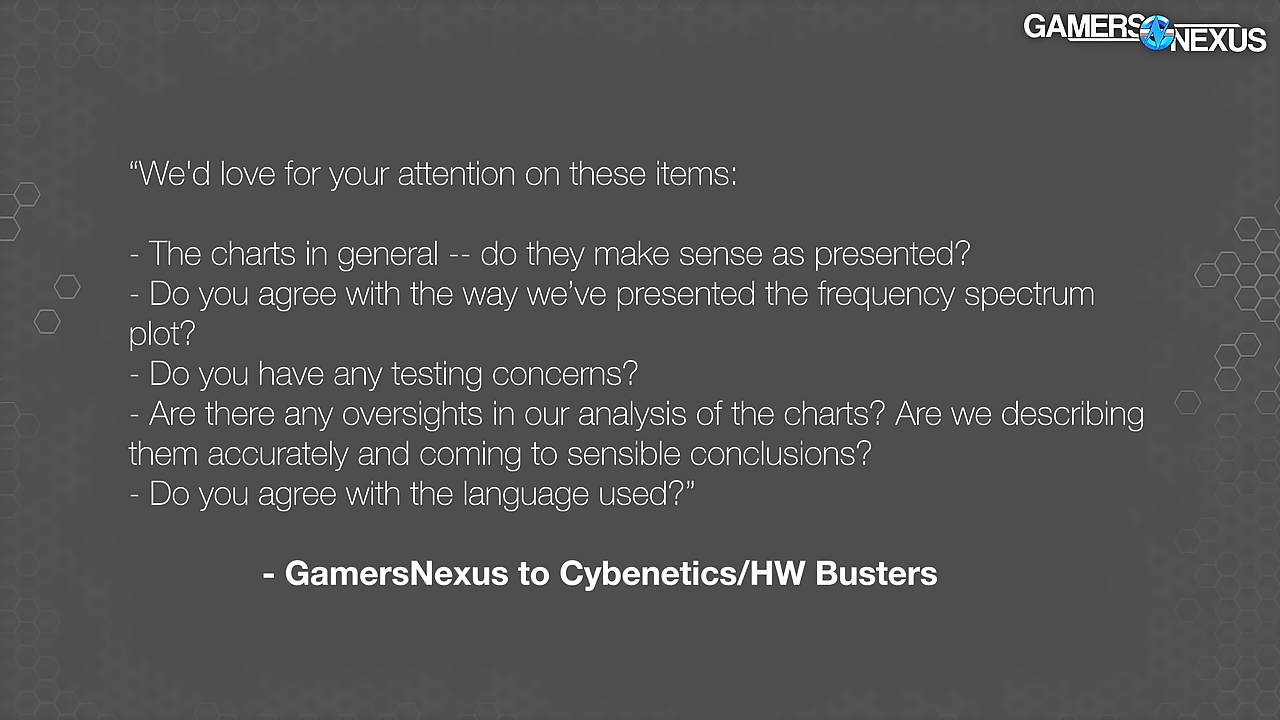 GAMERS NEXUS
“We'd love for your attention on these items:
- The charts in general -- do they make sense as presented?
- Do you agree with the way we’ve presented the frequency spectrum
plot?
- Do you have any testing concerns?
- Are there any oversights in our analysis of the charts? Are we describing
them accurately and coming to sensible conclusions?
- Do you agree with the language used?”
- GamersNexus to Cybenetics/HW Busters